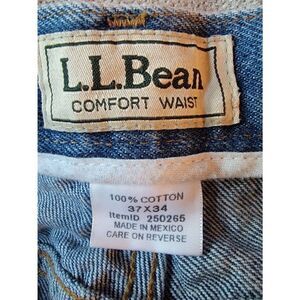 L.L.Bean
COMFORT WAIST
100% COTTON
37X34
ItemID 250265
MADE IN MEXICO
CARE ON REVERSE